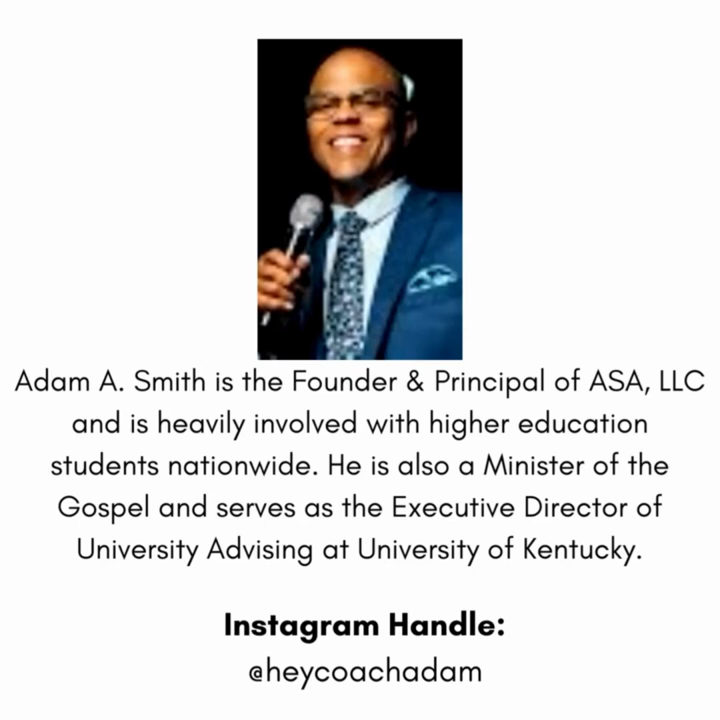 Adam A. Smith is the Founder & Principal of ASA, LLC
and is heavily involved with higher education
students nationwide. He is also a Minister of the
Gospel and serves as the Executive Director of
University Advising at University of Kentucky.
Instagram Handle:
@heycoachadam